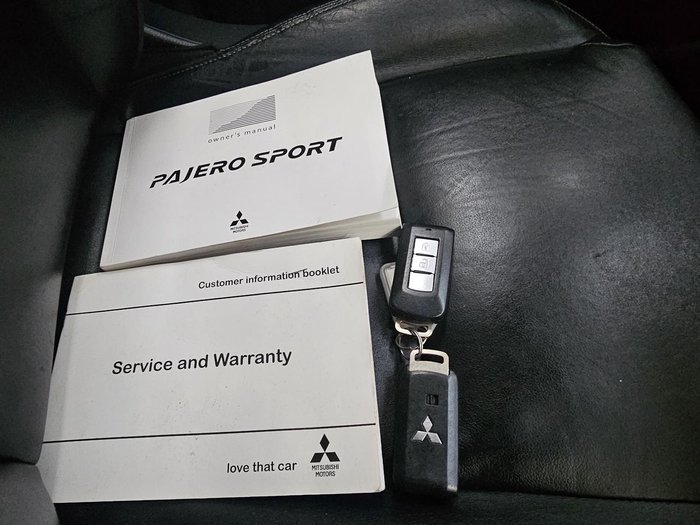 owner's manual
PAJERO SPORT
MITSUBISHI
MOTORS
Customer information booklet
Service and Warranty
love that car
MITSUBISHI
MOTORS